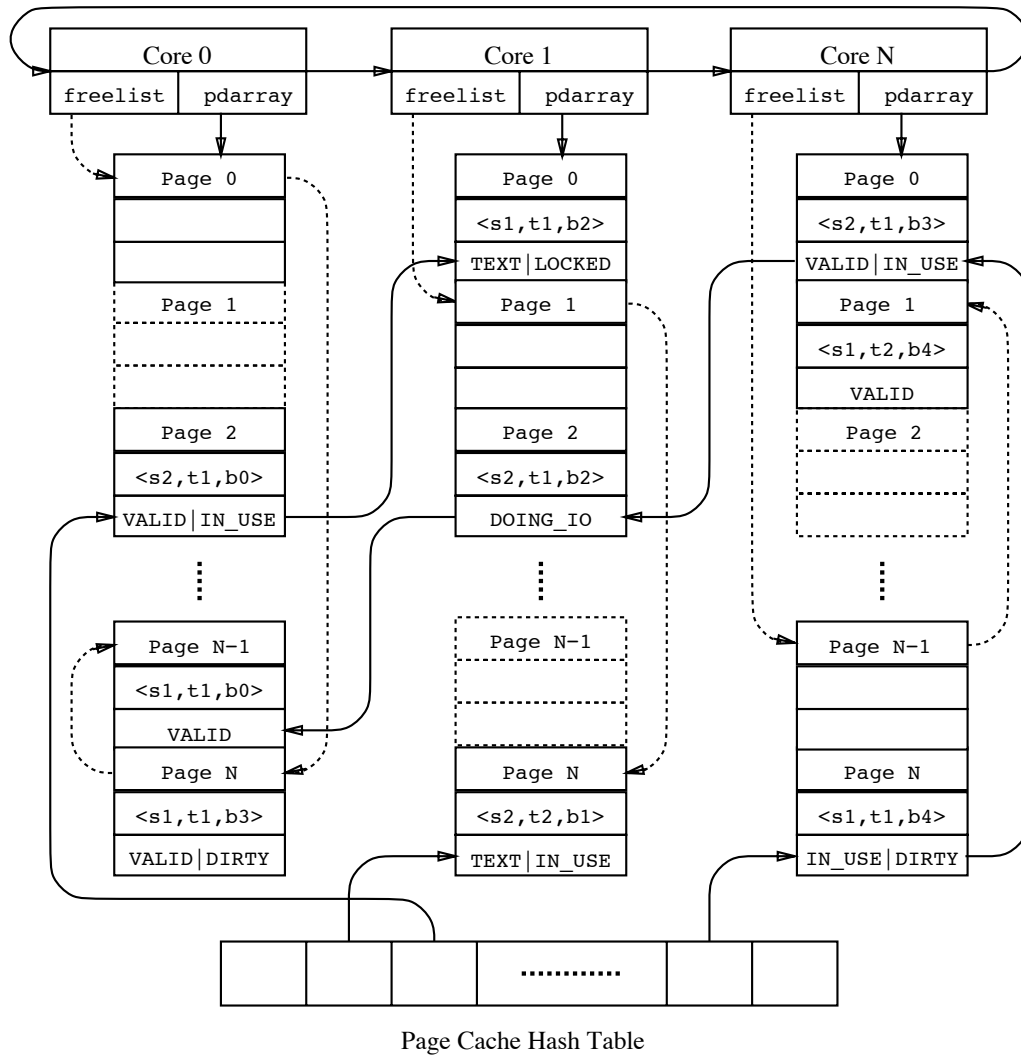 Core 0
freelist pdarray
Core 1
freelist pdarray
Core N
freelist pdarray
Page 0
Page 1
Page 2
<s2,t1,b0>
VALID|IN_USE
Page N−1
<s1,t1,b0>
VALID
Page N
<s1,t1,b3>
VALID|DIRTY
Page 0
<s1,t1,b2>
TEXT|LOCKED
Page 1
Page 2
<s2,t1,b2>
DOING_IO
Page N−1
Page N
<s2,t2,b1>
TEXT|IN_USE
Page 0
<s2,t1,b3>
VALID|IN_USE
Page 1
<s1,t2,b4>
VALID
Page 2
Page N−1
Page N
<s1,t1,b4>
IN_USE|DIRTY
Page Cache Hash Table